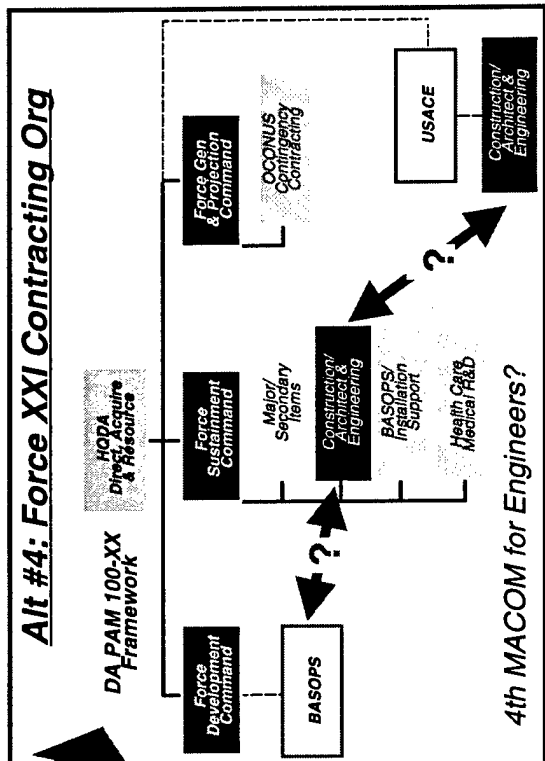 Alt #4: Force XXI Contracting Org
DA PAM 100-XX
Framework
HQDA
Direct, Acquire
& Resource
Force
Development
Command
BASOPS
Force
Sustainment
Command
Major/
Secondary
Items
Construction/
Architect &
Engineering
BASOPS/
Installation
Support
Health Care
Medical R&D
Force Gen
& Projection
Command
OCONUS
Contingency
Contracting
USACE
Construction/
Architect &
Engineering
?
?
4th MACOM for Engineers?